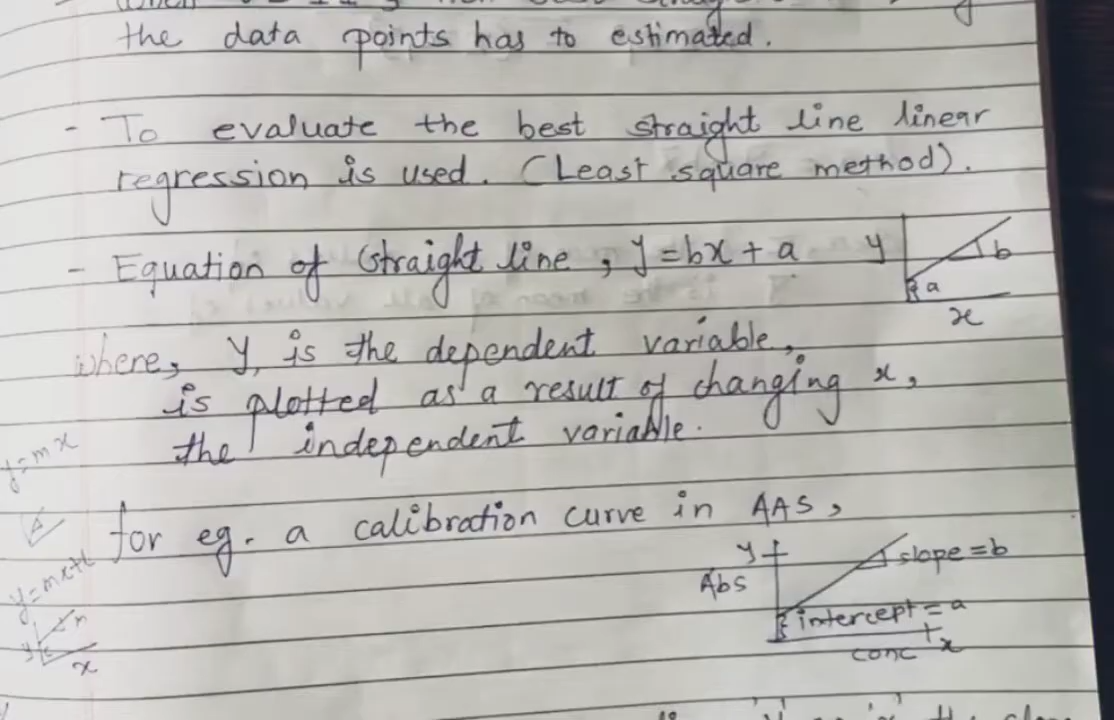 the data points has to estimated.
- To evaluate the best straight line linear
regression is used. (Least square method).
- Equation of straight line, y = bx + a
y
b
a
x
where, y, is the dependent variable,
is plotted as a result of changing x,
the independent variable.
y=mx
for eg. a calibration curve in AAS,
y
Abs
slope = b
intercept = a
conc
x
y=mx+c
x